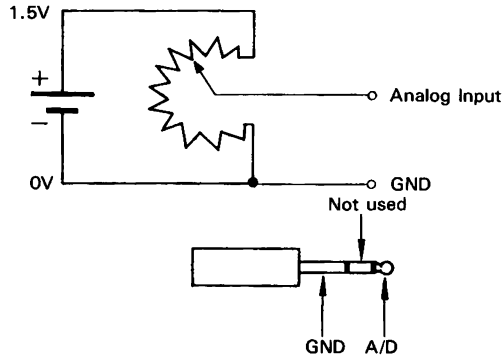 1.5V
+
−
Analog Input
0V
GND
Not used
GND A/D